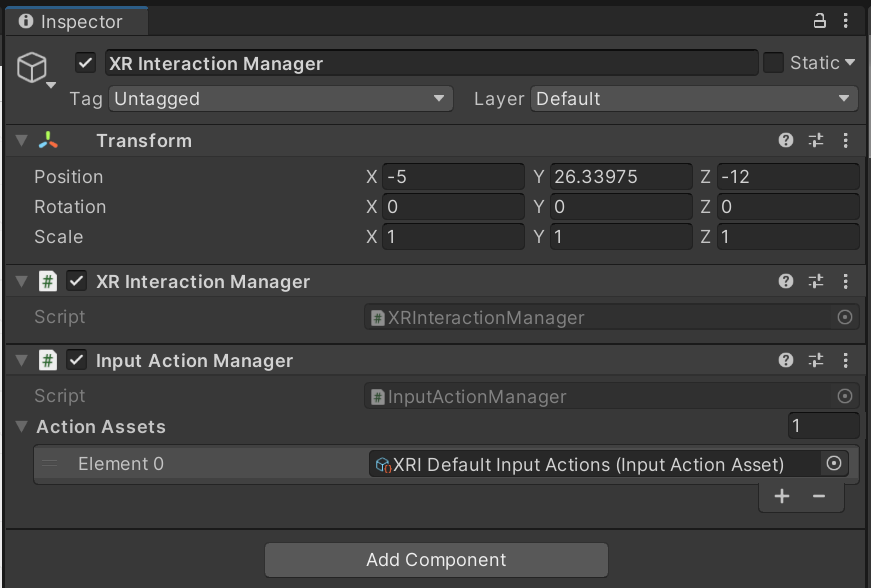 Inspector
XR Interaction Manager Static
Tag Untagged Layer Default
Transform
Position X -5 Y 26.33975 Z -12
Rotation X 0 Y 0 Z 0
Scale X 1 Y 1 Z 1
# XR Interaction Manager
Script # XRInteractionManager
# Input Action Manager
Script # InputActionManager
Action Assets 1
Element 0 XRI Default Input Actions (Input Action Asset)
+ −
Add Component